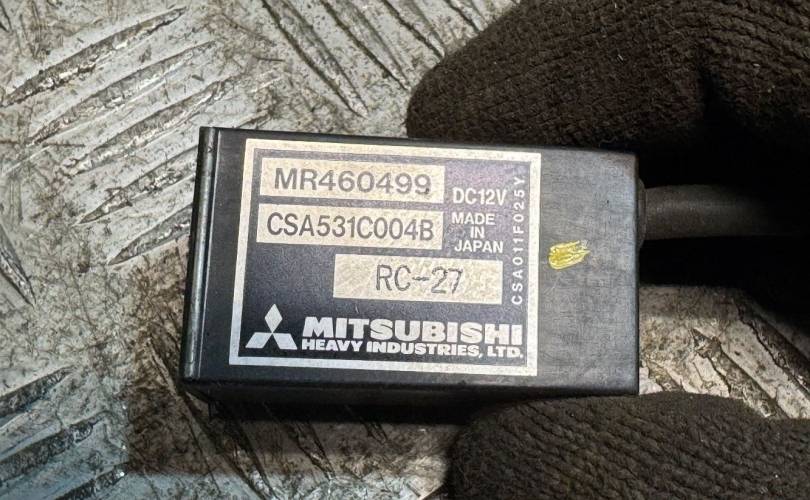 MR460499
CSA531C004B
DC12V
MADE
IN
JAPAN
RC-27
CSA011F025Y
MITSUBISHI
HEAVY INDUSTRIES, LTD.